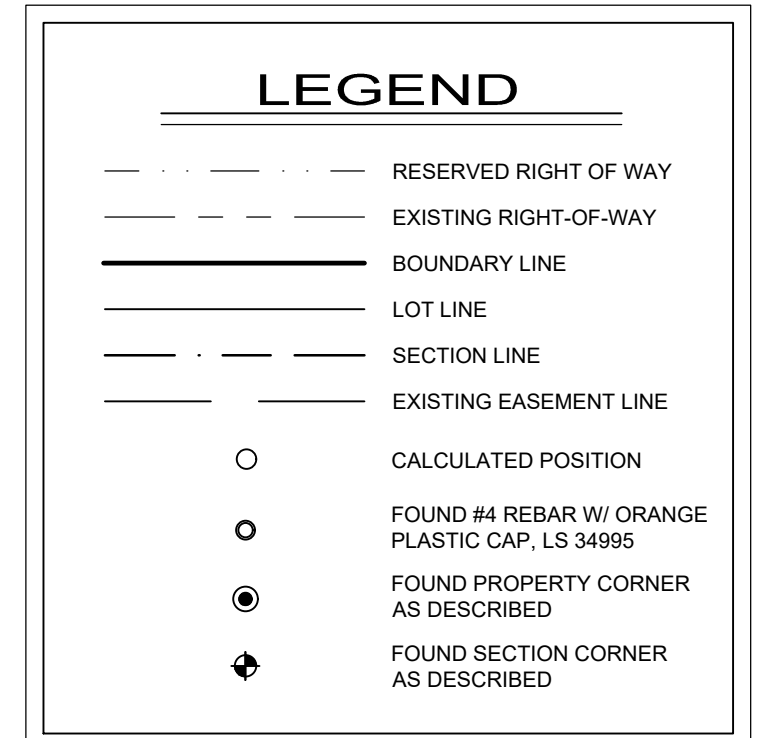 LEGEND
RESERVED RIGHT OF WAY
EXISTING RIGHT-OF-WAY
BOUNDARY LINE
LOT LINE
SECTION LINE
EXISTING EASEMENT LINE
CALCULATED POSITION
FOUND #4 REBAR W/ ORANGE
PLASTIC CAP, LS 34995
FOUND PROPERTY CORNER
AS DESCRIBED
FOUND SECTION CORNER
AS DESCRIBED